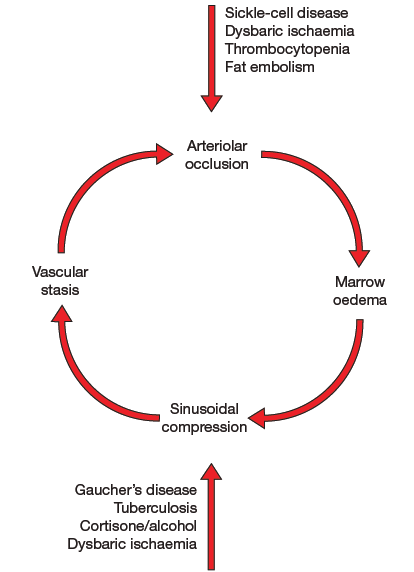 Sickle-cell disease
Dysbaric ischaemia
Thrombocytopenia
Fat embolism
Arteriolar
occlusion
Vascular
stasis
Marrow
oedema
Sinusoidal
compression
Gaucher's disease
Tuberculosis
Cortisone/alcohol
Dysbaric ischaemia